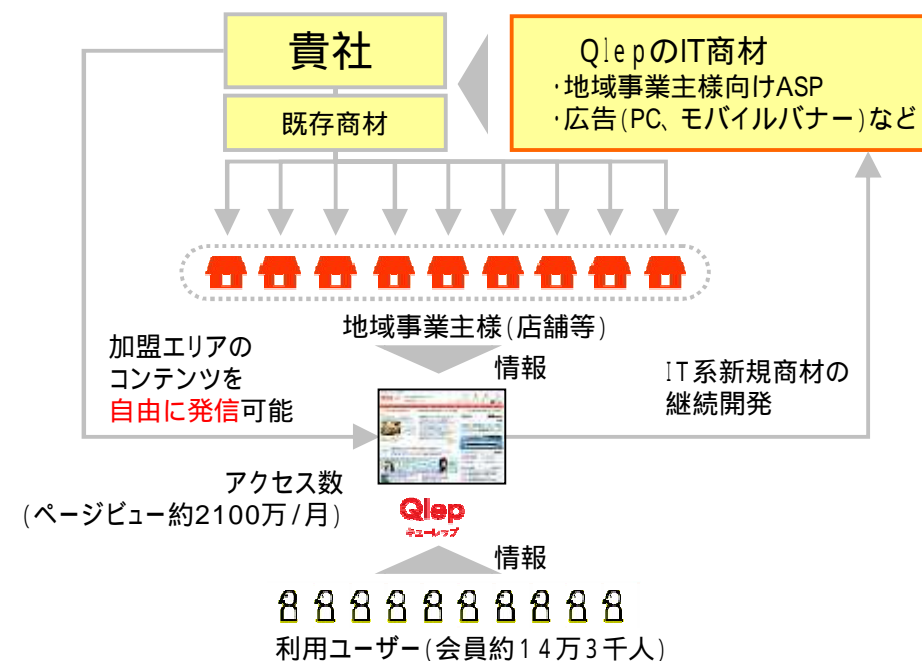 貴社
既存商材
QlepのIT商材
・地域事業主様向けASP
・広告(PC、モバイルバナー)など
地域事業主様(店舗等)
情報
加盟エリアの
コンテンツを
自由に発信可能
IT系新規商材の
継続開発
アクセス数
(ページビュー約2100万/月)
Qlep
キューレップ
情報
利用ユーザー(会員約14万3千人)